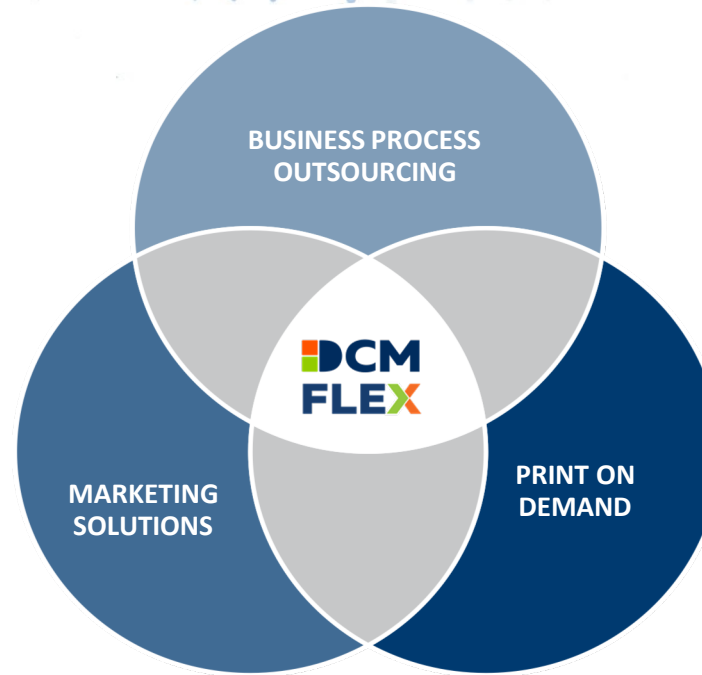 BUSINESS PROCESS
OUTSOURCING
DCM
FLEX
MARKETING
SOLUTIONS
PRINT ON
DEMAND